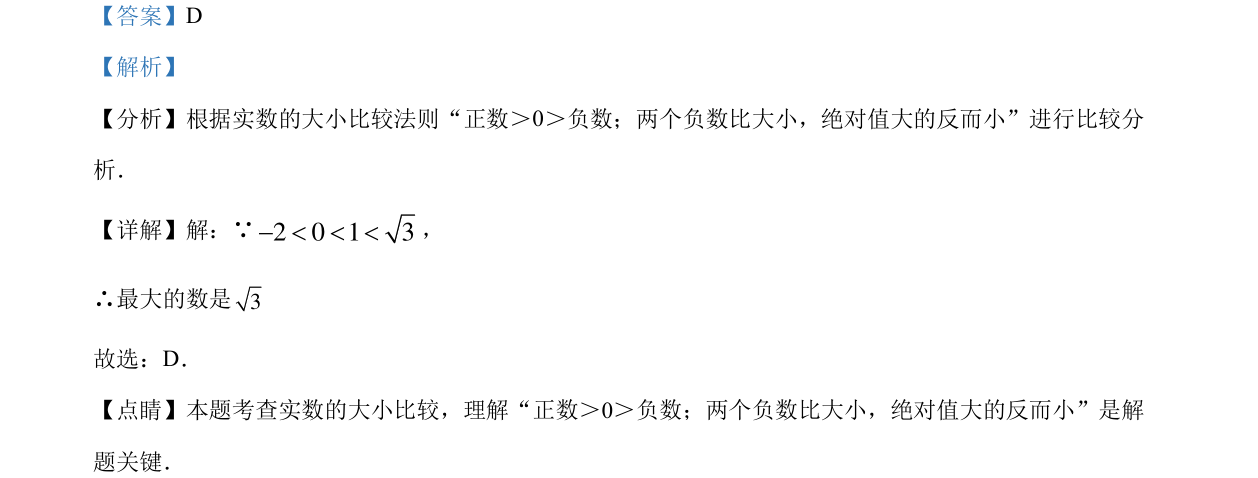 【答案】D
【解析】
【分析】根据实数的大小比较法则“正数＞0＞负数；两个负数比大小，绝对值大的反而小”进行比较分
析．
【详解】解：∵−2<0<1<√3，
∴最大的数是√3
故选：D．
【点睛】本题考查实数的大小比较，理解“正数＞0＞负数；两个负数比大小，绝对值大的反而小”是解
题关键．